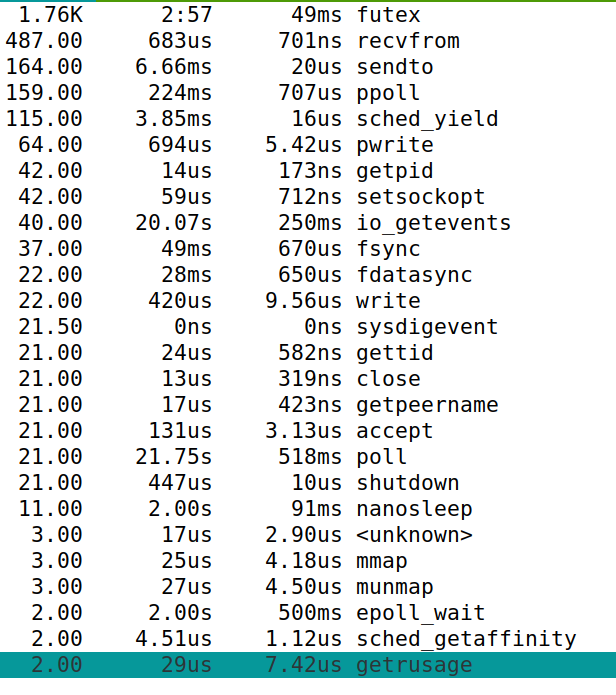 1.76K 2:57 49ms futex
487.00 683us 701ns recvfrom
164.00 6.66ms 20us sendto
159.00 224ms 707us ppoll
115.00 3.85ms 16us sched_yield
64.00 694us 5.42us pwrite
42.00 14us 173ns getpid
42.00 59us 712ns setsockopt
40.00 20.07s 250ms io_getevents
37.00 49ms 670us fsync
22.00 28ms 650us fdatasync
22.00 420us 9.56us write
21.50 0ns 0ns sysdigevent
21.00 24us 582ns gettid
21.00 13us 319ns close
21.00 17us 423ns getpeername
21.00 131us 3.13us accept
21.00 21.75s 518ms poll
21.00 447us 10us shutdown
11.00 2.00s 91ms nanosleep
3.00 17us 2.90us <unknown>
3.00 25us 4.18us mmap
3.00 27us 4.50us munmap
2.00 2.00s 500ms epoll_wait
2.00 4.51us 1.12us sched_getaffinity
2.00 29us 7.42us getrusage